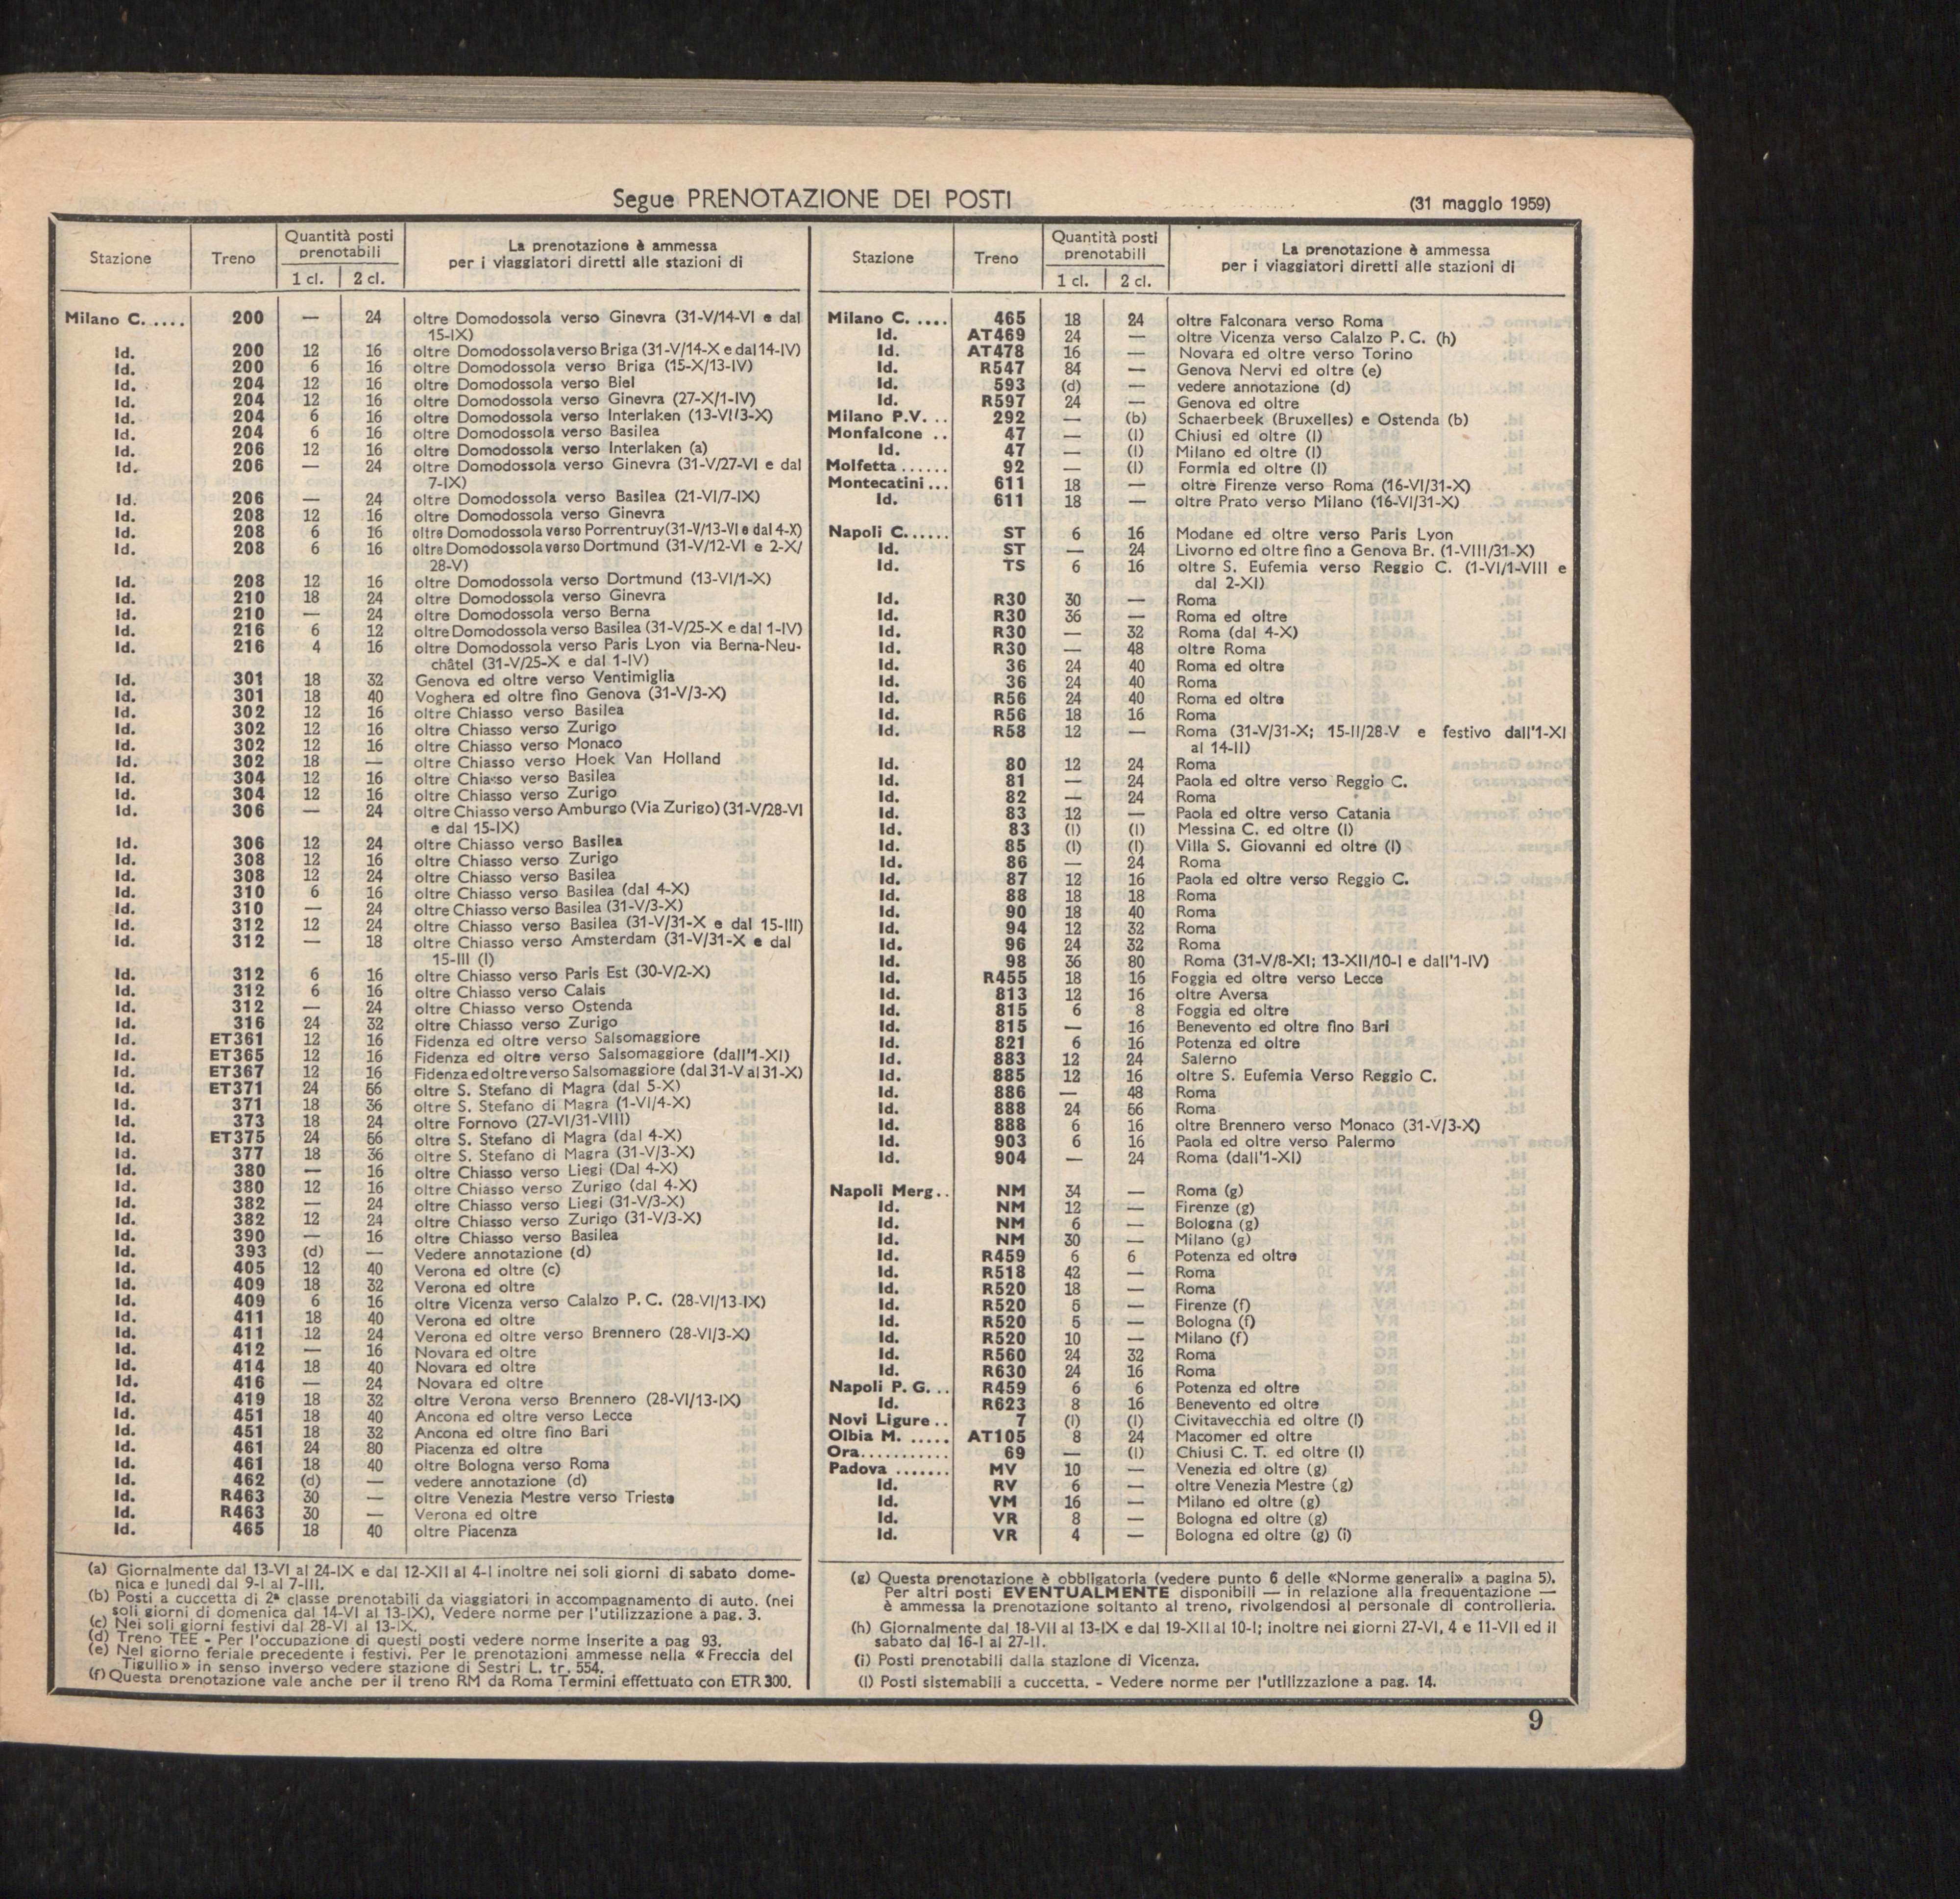 Segue PRENOTAZIONE DEI POSTI
(31 maggio 1959)
Stazione Treno Quantità posti prenotabili 1 cl. 2 cl. La prenotazione è ammessa per i viaggiatori diretti alle stazioni di
Milano C. .... 200 — 24 oltre Domodossola verso Ginevra (31-V/14-VI e dal
15-IX)
Id. 200 12 16 oltre Domodossola verso Briga (31-V/14-X e dal 14-IV)
Id. 200 6 16 oltre Domodossola verso Briga (15-X/13-IV)
Id. 204 12 16 oltre Domodossola verso Biel
Id. 204 12 16 oltre Domodossola verso Ginevra (27-X/1-IV)
Id. 204 6 16 oltre Domodossola verso Interlaken (13-VI/3-X)
Id. 204 6 16 oltre Domodossola verso Basilea
Id. 206 12 16 oltre Domodossola verso Interlaken (a)
Id. 206 — 24 oltre Domodossola verso Ginevra (31-V/27-VI e dal
7-IX)
Id. 206 — 24 oltre Domodossola verso Basilea (21-VI/7-IX)
Id. 208 12 16 oltre Domodossola verso Ginevra
Id. 208 6 16 oltre Domodossola verso Porrentruy (31-V/13-VI e dal 4-X)
Id. 208 6 16 oltre Domodossola verso Dortmund (31-V/12-VI e 2-X/
28-V)
Id. 208 12 16 oltre Domodossola verso Dortmund (13-VI/1-X)
Id. 210 18 24 oltre Domodossola verso Ginevra
Id. 210 — 24 oltre Domodossola verso Berna
Id. 216 6 12 oltre Domodossola verso Basilea (31-V/25-X e dal 1-IV)
Id. 216 4 16 oltre Domodossola verso Paris Lyon via Berna-Neu-
châtel (31-V/25-X e dal 1-IV)
Id. 301 18 32 Genova ed oltre verso Ventimiglia
Id. 301 18 40 Voghera ed oltre fino Genova (31-V/3-X)
Id. 302 12 16 oltre Chiasso verso Basilea
Id. 302 12 16 oltre Chiasso verso Zurigo
Id. 302 12 16 oltre Chiasso verso Monaco
Id. 302 18 — oltre Chiasso verso Hoek Van Holland
Id. 304 12 16 oltre Chiasso verso Basilea
Id. 304 12 16 oltre Chiasso verso Zurigo
Id. 306 — 24 oltre Chiasso verso Amburgo (Via Zurigo) (31-V/28-VI
e dal 15-IX)
Id. 306 12 24 oltre Chiasso verso Basilea
Id. 308 12 16 oltre Chiasso verso Zurigo
Id. 308 12 24 oltre Chiasso verso Basilea
Id. 310 6 16 oltre Chiasso verso Basilea (dal 4-X)
Id. 310 — 24 oltre Chiasso verso Basilea (31-V/3-X)
Id. 312 12 24 oltre Chiasso verso Basilea (31-V/31-X e dal 15-III)
Id. 312 — 18 oltre Chiasso verso Amsterdam (31-V/31-X e dal
15-III (l)
Id. 312 6 16 oltre Chiasso verso Paris Est (30-V/2-X)
Id. 312 6 16 oltre Chiasso verso Calais
Id. 312 — 24 oltre Chiasso verso Ostenda
Id. 316 24 32 oltre Chiasso verso Zurigo
Id. ET361 12 16 Fidenza ed oltre verso Salsomaggiore
Id. ET365 12 16 Fidenza ed oltre verso Salsomaggiore (dall'1-XI)
Id. ET367 12 16 Fidenza ed oltre verso Salsomaggiore (dal 31-V al 31-X)
Id. ET371 24 56 oltre S. Stefano di Magra (dal 5-X)
Id. 371 18 36 oltre S. Stefano di Magra (1-VI/4-X)
Id. 373 18 24 oltre Fornovo (27-VI/31-VIII)
Id. ET375 24 56 oltre S. Stefano di Magra (dal 4-X)
Id. 377 18 36 oltre S. Stefano di Magra (31-V/3-X)
Id. 380 — 16 oltre Chiasso verso Liegi (Dal 4-X)
Id. 380 12 16 oltre Chiasso verso Zurigo (dal 4-X)
Id. 382 — 24 oltre Chiasso verso Liegi (31-V/3-X)
Id. 382 12 24 oltre Chiasso verso Zurigo (31-V/3-X)
Id. 390 — 16 oltre Chiasso verso Basilea
Id. 393 (d) — Vedere annotazione (d)
Id. 405 12 40 Verona ed oltre (c)
Id. 409 18 32 Verona ed oltre
Id. 409 6 16 oltre Vicenza verso Calalzo P. C. (28-VI/13-IX)
Id. 411 18 40 Verona ed oltre
Id. 411 12 24 Verona ed oltre verso Brennero (28-VI/3-X)
Id. 412 — 16 Novara ed oltre
Id. 414 18 40 Novara ed oltre
Id. 416 — 24 Novara ed oltre
Id. 419 18 32 oltre Verona verso Brennero (28-VI/13-IX)
Id. 451 18 40 Ancona ed oltre verso Lecce
Id. 451 18 32 Ancona ed oltre fino Bari
Id. 461 24 80 Piacenza ed oltre
Id. 461 18 40 oltre Bologna verso Roma
Id. 462 (d) — vedere annotazione (d)
Id. R463 30 — oltre Venezia Mestre verso Trieste
Id. R463 30 — Verona ed oltre
Id. 465 18 40 oltre Piacenza
(a) Giornalmente dal 13-VI al 24-IX e dal 12-XII al 4-I inoltre nei soli giorni di sabato dome-
nica e lunedì dal 9-I al 7-III.
(b) Posti a cuccetta di 2ª classe prenotabili da viaggiatori in accompagnamento di auto. (nei
soli giorni di domenica dal 14-VI al 13-IX), Vedere norme per l'utilizzazione a pag. 3.
(c) Nei soli giorni festivi dal 28-VI al 13-IX.
(d) Treno TEE - Per l'occupazione di questi posti vedere norme inserite a pag 93.
(e) Nel giorno feriale precedente i festivi. Per le prenotazioni ammesse nella «Freccia del
Tigullio» in senso inverso vedere stazione di Sestri L. tr. 554.
(f) Questa prenotazione vale anche per il treno RM da Roma Termini effettuato con ETR 300.
Stazione Treno Quantità posti prenotabili 1 cl. 2 cl. La prenotazione è ammessa per i viaggiatori diretti alle stazioni di
Milano C. .... 465 18 24 oltre Falconara verso Roma
Id. AT469 24 — oltre Vicenza verso Calalzo P. C. (h)
Id. AT478 16 — Novara ed oltre verso Torino
Id. R547 84 — Genova Nervi ed oltre (e)
Id. 593 (d) — vedere annotazione (d)
Id. R597 24 — Genova ed oltre
Milano P.V. .. 292 — (b) Schaerbeek (Bruxelles) e Ostenda (b)
Monfalcone .. 47 — (l) Chiusi ed oltre (l)
Id. 47 — (l) Milano ed oltre (l)
Molfetta ...... 92 — (l) Formia ed oltre (l)
Montecatini ... 611 18 — oltre Firenze verso Roma (16-VI/31-X)
Id. 611 18 — oltre Prato verso Milano (16-VI/31-X)
Napoli C. ..... ST 6 16 Modane ed oltre verso Paris Lyon
Id. ST — 24 Livorno ed oltre fino a Genova Br. (1-VIII/31-X)
Id. TS 6 16 oltre S. Eufemia verso Reggio C. (1-VI/1-VIII e
dal 2-XI)
Id. R30 30 — Roma
Id. R30 36 — Roma ed oltre
Id. R30 — 32 Roma (dal 4-X)
Id. R30 — 48 oltre Roma
Id. 36 24 40 Roma ed oltre
Id. 36 24 40 Roma
Id. R56 24 40 Roma ed oltre
Id. R56 18 16 Roma
Id. R58 12 — Roma (31-V/31-X; 15-II/28-V e festivo dall'1-XI
al 14-II)
Id. 80 12 24 Roma
Id. 81 — 24 Paola ed oltre verso Reggio C.
Id. 82 — 24 Roma
Id. 83 12 — Paola ed oltre verso Catania
Id. 83 (l) (l) Messina C. ed oltre (l)
Id. 85 (l) (l) Villa S. Giovanni ed oltre (l)
Id. 86 — 24 Roma
Id. 87 12 16 Paola ed oltre verso Reggio C.
Id. 88 18 18 Roma
Id. 90 18 40 Roma
Id. 94 12 32 Roma
Id. 96 24 32 Roma
Id. 98 36 80 Roma (31-V/8-XI; 13-XII/10-I e dall'1-IV)
Id. R455 18 16 Foggia ed oltre verso Lecce
Id. 813 12 16 oltre Aversa
Id. 815 6 8 Foggia ed oltre
Id. 815 — 16 Benevento ed oltre fino Bari
Id. 821 6 16 Potenza ed oltre
Id. 883 12 24 Salerno
Id. 885 12 16 oltre S. Eufemia Verso Reggio C.
Id. 886 — 48 Roma
Id. 888 24 56 Roma
Id. 888 6 16 oltre Brennero verso Monaco (31-V/3-X)
Id. 903 6 16 Paola ed oltre verso Palermo
Id. 904 — 24 Roma (dall'1-XI)
Napoli Merg.. NM 34 — Roma (g)
Id. NM 12 — Firenze (g)
Id. NM 6 — Bologna (g)
Id. NM 30 — Milano (g)
Id. R459 6 6 Potenza ed oltre
Id. R518 42 — Roma
Id. R520 18 — Roma
Id. R520 5 — Firenze (f)
Id. R520 5 — Bologna (f)
Id. R520 10 — Milano (f)
Id. R560 24 32 Roma
Id. R630 24 16 Roma
Napoli P. G. .. R459 6 6 Potenza ed oltre
Id. R623 8 16 Benevento ed oltre
Novi Ligure .. 7 (l) (l) Civitavecchia ed oltre (l)
Olbia M. ..... AT105 8 24 Macomer ed oltre
Ora........... 69 — (l) Chiusi C. T. ed oltre (l)
Padova ....... MV 10 — Venezia ed oltre (g)
Id. RV 6 — oltre Venezia Mestre (g)
Id. VM 16 — Milano ed oltre (g)
Id. VR 8 — Bologna ed oltre (g)
Id. VR 4 — Bologna ed oltre (g) (i)
(g) Questa prenotazione è obbligatoria (vedere punto 6 delle «Norme generali» a pagina 5).
Per altri posti EVENTUALMENTE disponibili — in relazione alla frequentazione —
è ammessa la prenotazione soltanto al treno, rivolgendosi al personale di controlleria.
(h) Giornalmente dal 18-VII al 13-IX e dal 19-XII al 10-I; inoltre nei giorni 27-VI, 4 e 11-VII ed il
sabato dal 16-I al 27-II.
(i) Posti prenotabili dalla stazione di Vicenza.
(l) Posti sistemabili a cuccetta. - Vedere norme per l'utilizzazione a pag. 14.
9